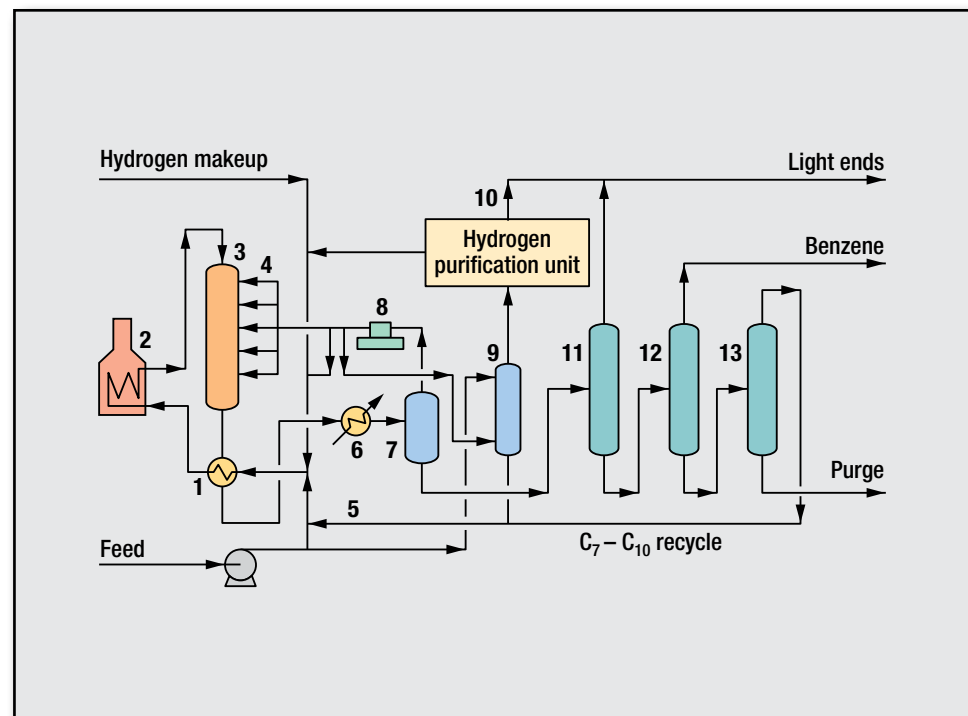 Hydrogen makeup
Light ends
10
Hydrogen
purification unit
Benzene
3
4
2
8
9
11
12
13
6
7
1
5
Purge
C₇ – C₁₀ recycle
Feed